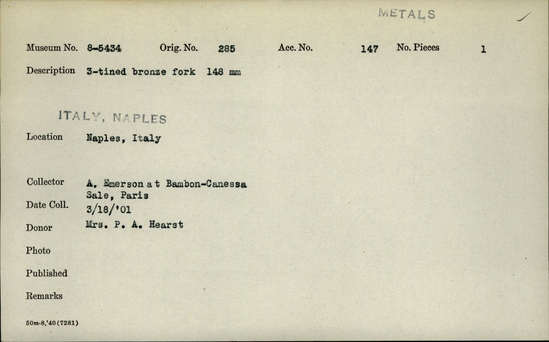 METALS
Museum No. 8-5434 Orig. No. 285 Acc. No. 147 No. Pieces 1
Description 3-tined bronze fork 148 mm
ITALY, NAPLES
Location Naples, Italy
Collector A. Emerson at Bambon-Canessa
Sale, Paris
Date Coll. 3/18/'01
Donor Mrs. P. A. Hearst
Photo
Published
Remarks
50m-8,'40(7281)